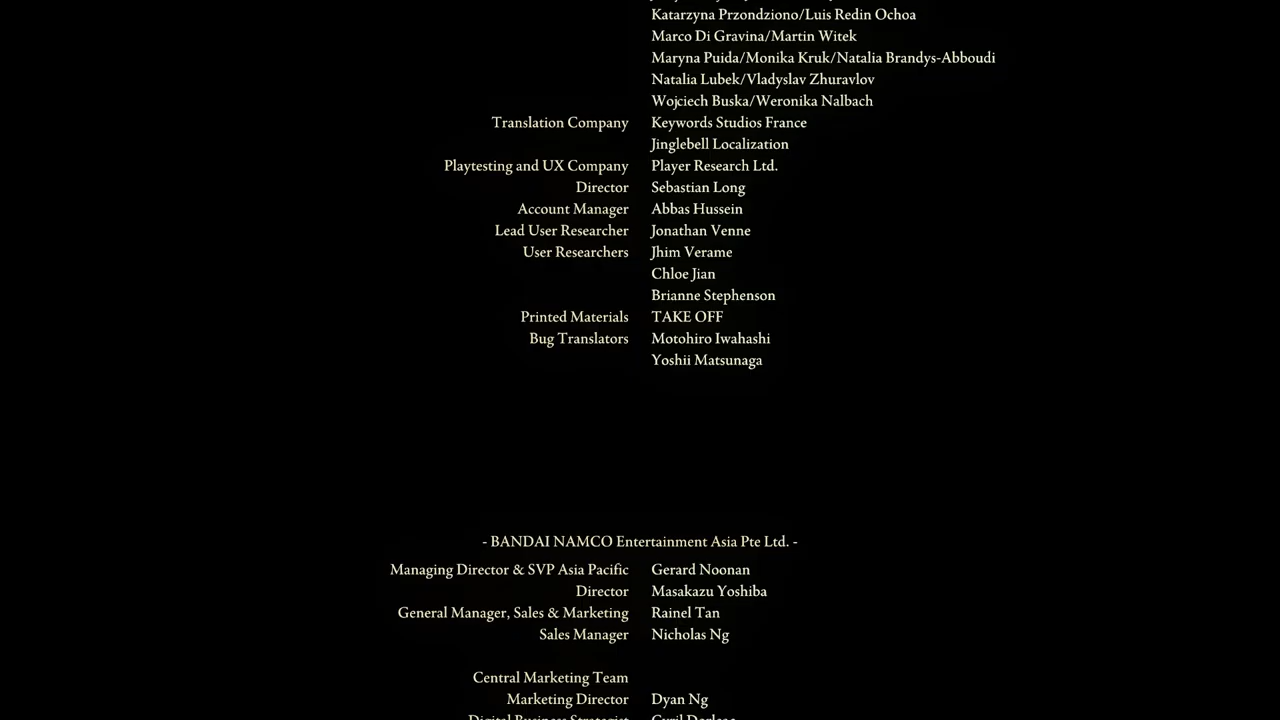 Katarzyna Przondziono/Luis Redin Ochoa
Marco Di Gravina/Martin Witek
Maryna Puida/Monika Kruk/Natalia Brandys-Abboudi
Natalia Lubek/Vladyslav Zhuravlov
Wojciech Buska/Weronika Nalbach
Translation Company Keywords Studios France
Jinglebell Localization
Playtesting and UX Company Player Research Ltd.
Director Sebastian Long
Account Manager Abbas Hussein
Lead User Researcher Jonathan Venne
User Researchers Jhim Verame
Chloe Jian
Brianne Stephenson
Printed Materials TAKE OFF
Bug Translators Motohiro Iwahashi
Yoshii Matsunaga
- BANDAI NAMCO Entertainment Asia Pte Ltd. -
Managing Director & SVP Asia Pacific Gerard Noonan
Director Masakazu Yoshiba
General Manager, Sales & Marketing Rainel Tan
Sales Manager Nicholas Ng
Central Marketing Team
Marketing Director Dyan Ng
Digital Business Strategist Cyril